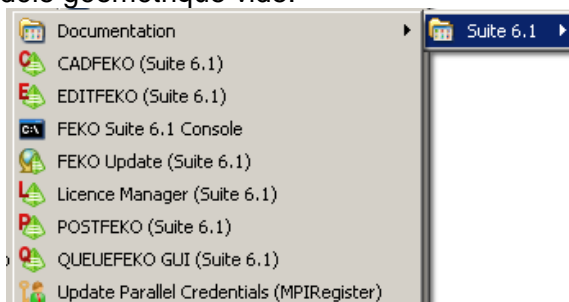 géométrique vide.
Documentation
Suite 6.1
CADFEKO (Suite 6.1)
EDITFEKO (Suite 6.1)
FEKO Suite 6.1 Console
FEKO Update (Suite 6.1)
Licence Manager (Suite 6.1)
POSTFEKO (Suite 6.1)
QUEUEFEKO GUI (Suite 6.1)
Update Parallel Credentials (MPIRegister)